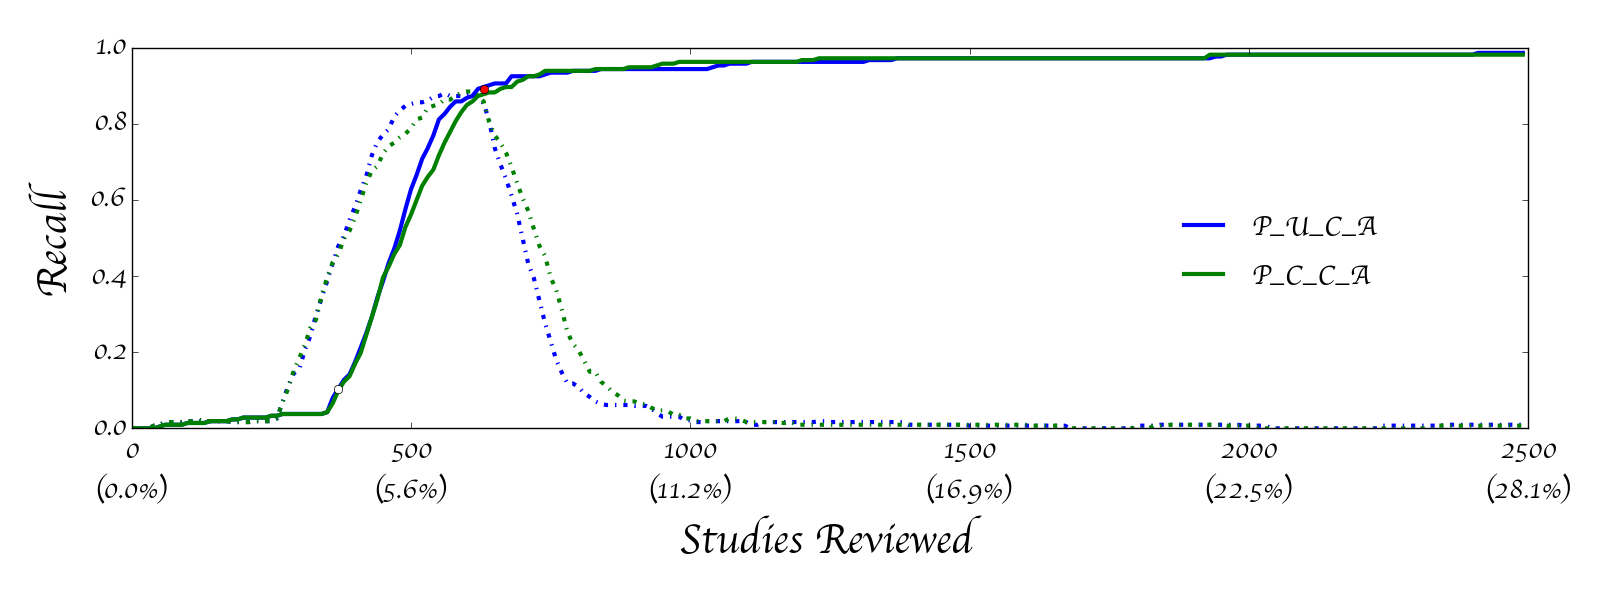 1.0
0.8
0.6
0.4
0.2
0.0
Recall
P_U_C_A
P_C_C_A
0 500 1000 1500 2000 2500
(0.0%) (5.6%) (11.2%) (16.9%) (22.5%) (28.1%)
Studies Reviewed